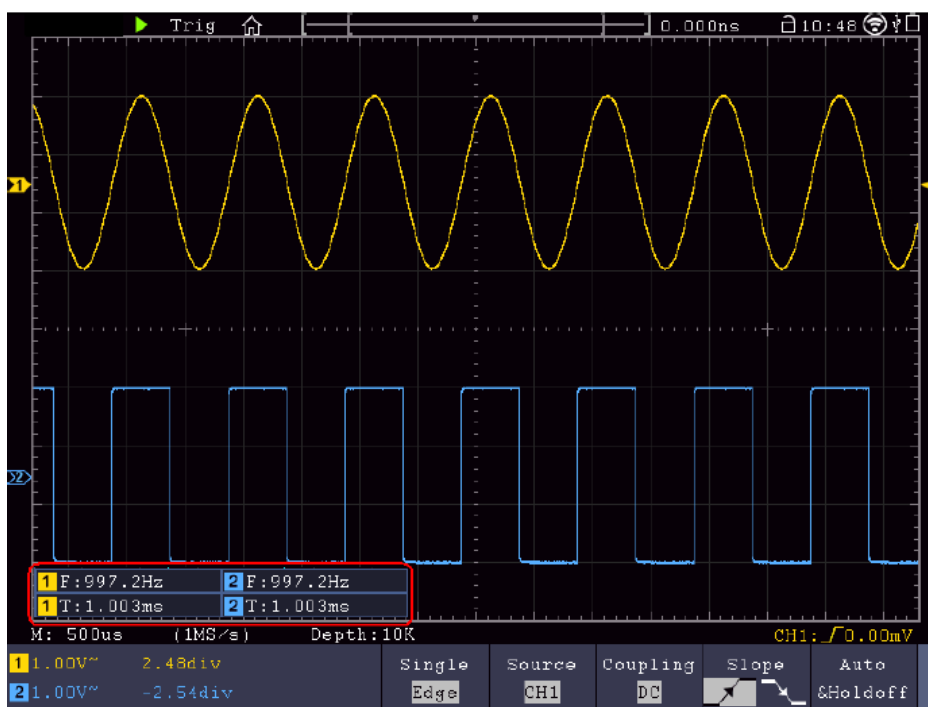 Trig 0.000ns 10:48
1
2
1 F:997.2Hz 2 F:997.2Hz
1 T:1.003ms 2 T:1.003ms
M: 500us (1MS/s) Depth:10K CH1: 0.00mV
1 1.00V~ 2.48div Single Source Coupling Slope Auto
2 1.00V~ -2.54div Edge CH1 DC &Holdoff